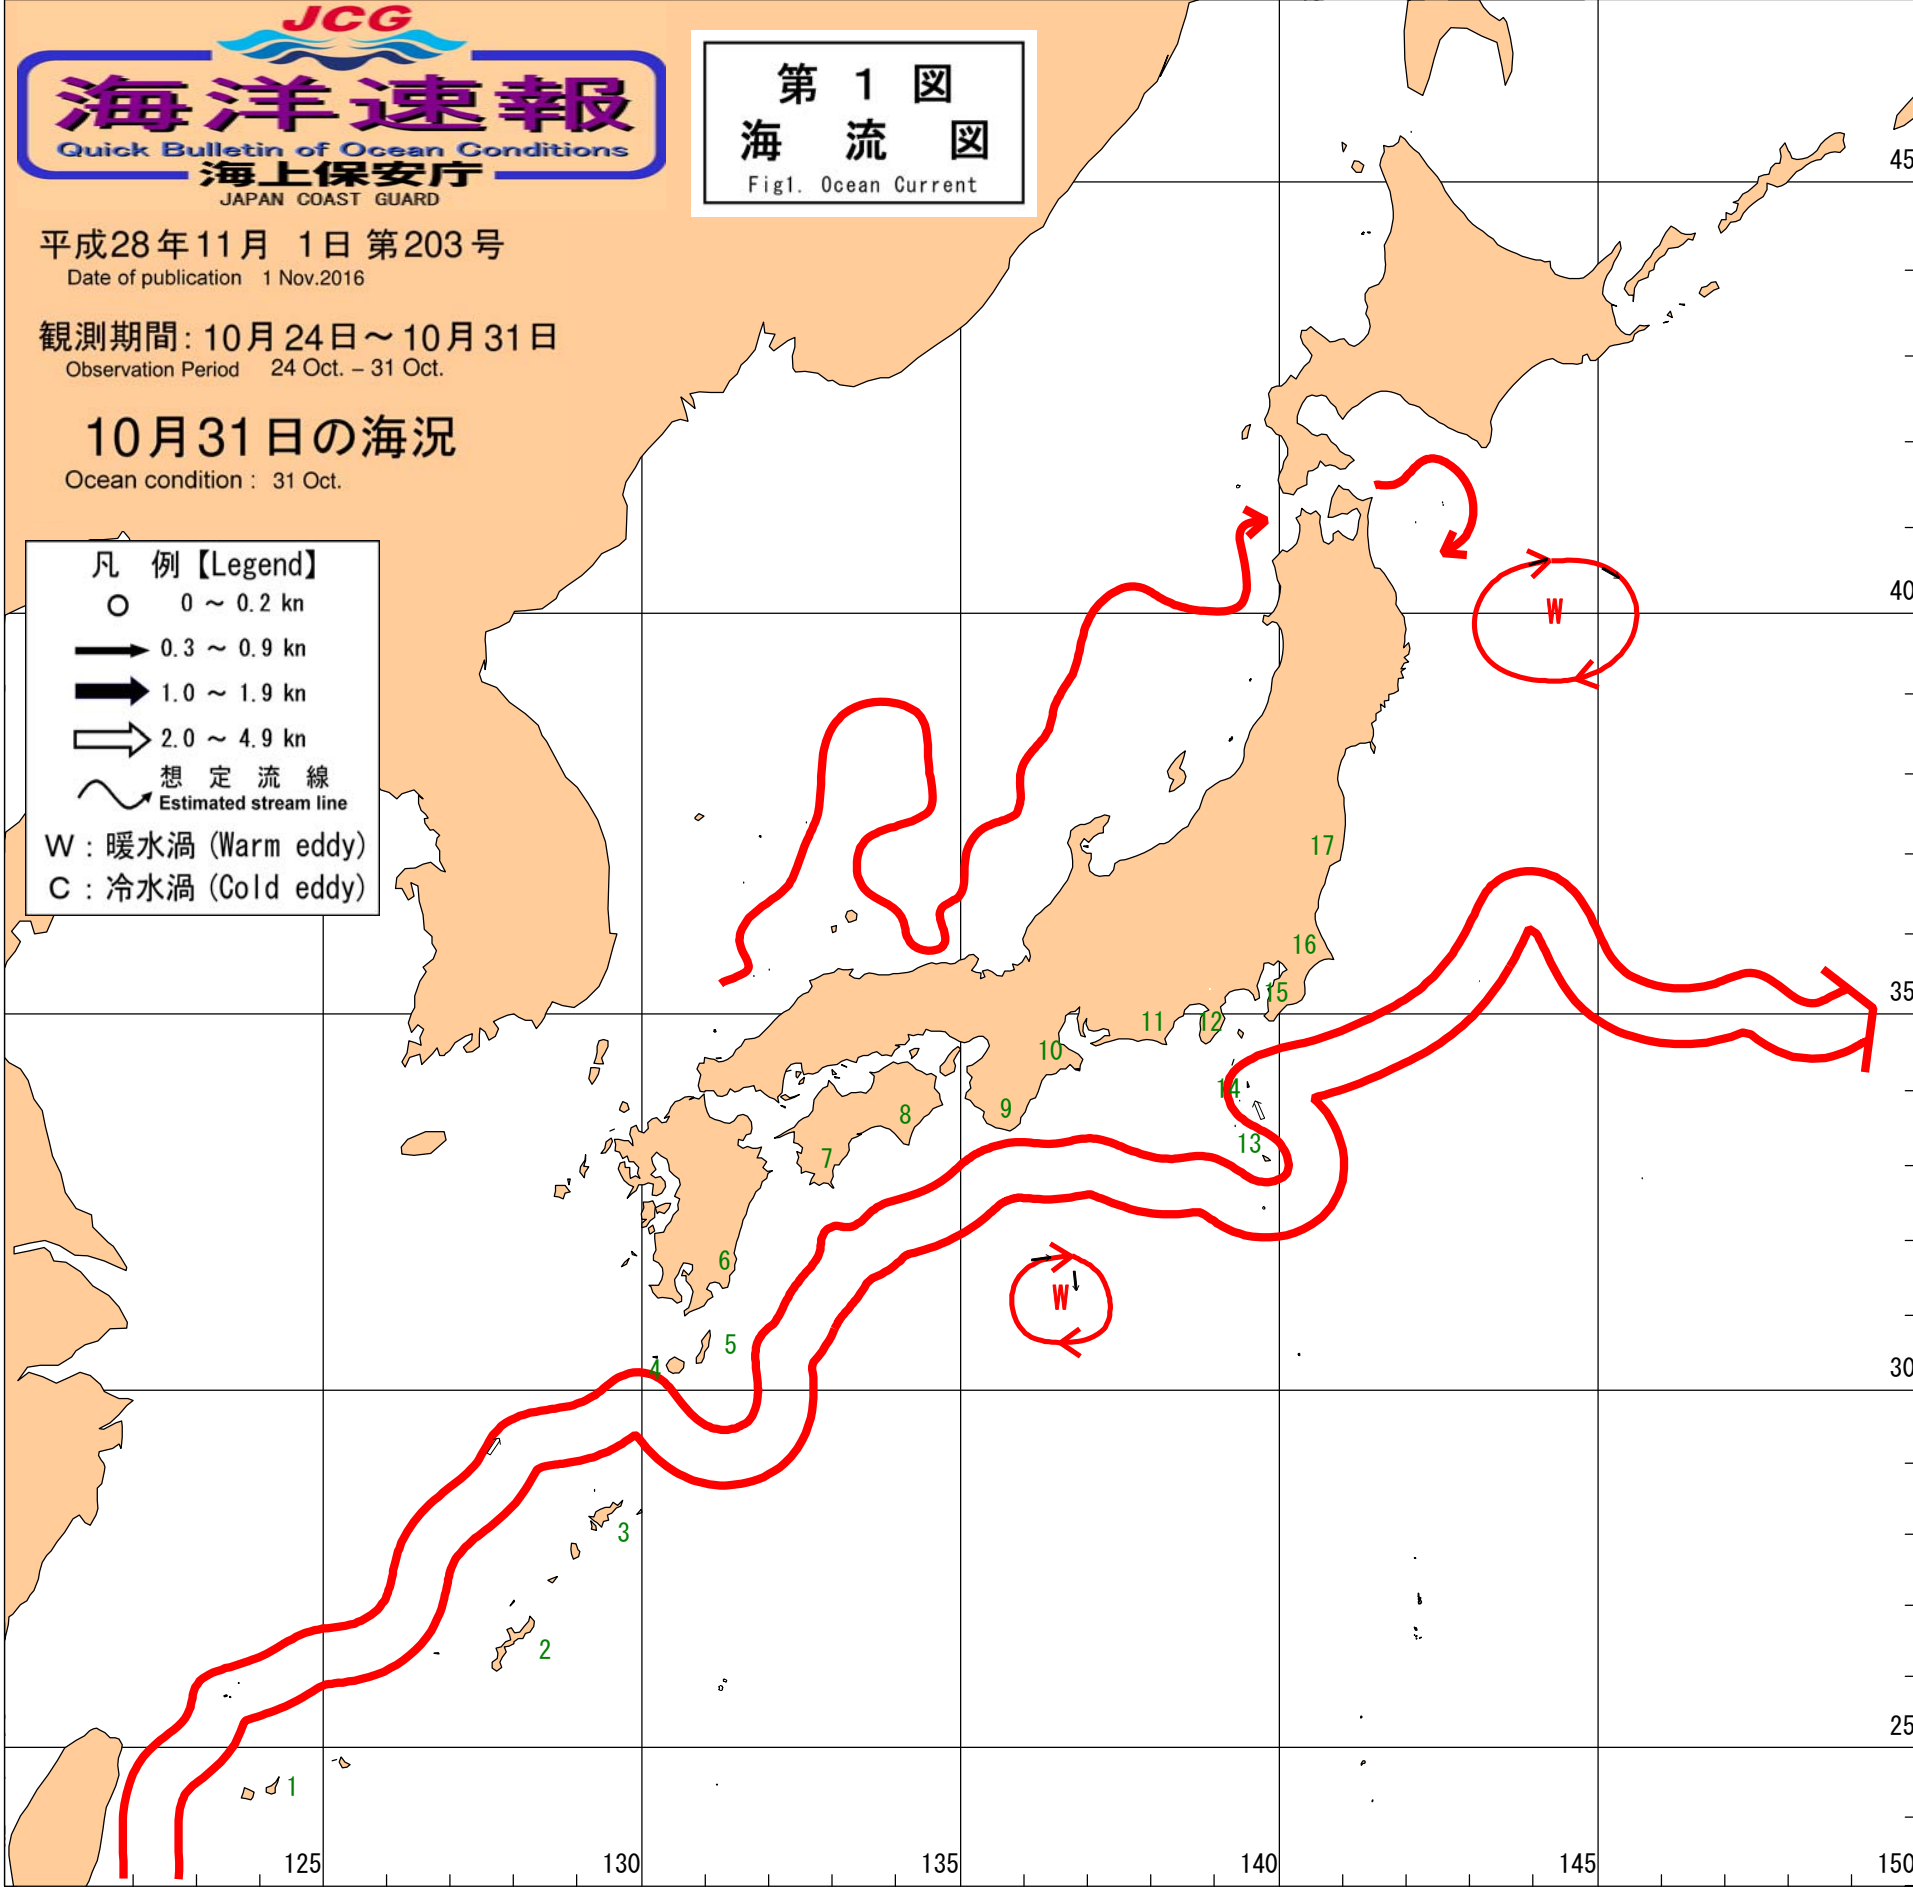 JCG
海洋速報
Quick Bulletin of Ocean Conditions
海上保安庁
JAPAN COAST GUARD
平成28年11月 1日 第203号
Date of publication 1 Nov.2016
観測期間：10月24日～10月31日
Observation Period 24 Oct. – 31 Oct.
10月31日の海況
Ocean condition : 31 Oct.
第 1 図
海 流 図
Fig1. Ocean Current
凡 例【Legend】
0 ～ 0.2 kn
0.3 ～ 0.9 kn
1.0 ～ 1.9 kn
2.0 ～ 4.9 kn
想 定 流 線
Estimated stream line
W : 暖水渦 (Warm eddy)
C : 冷水渦 (Cold eddy)
45
40
35
30
25
W
W
17
16
15
12
11
10
14
13
9
8
7
6
5
4
3
2
1
125
130
135
140
145
150